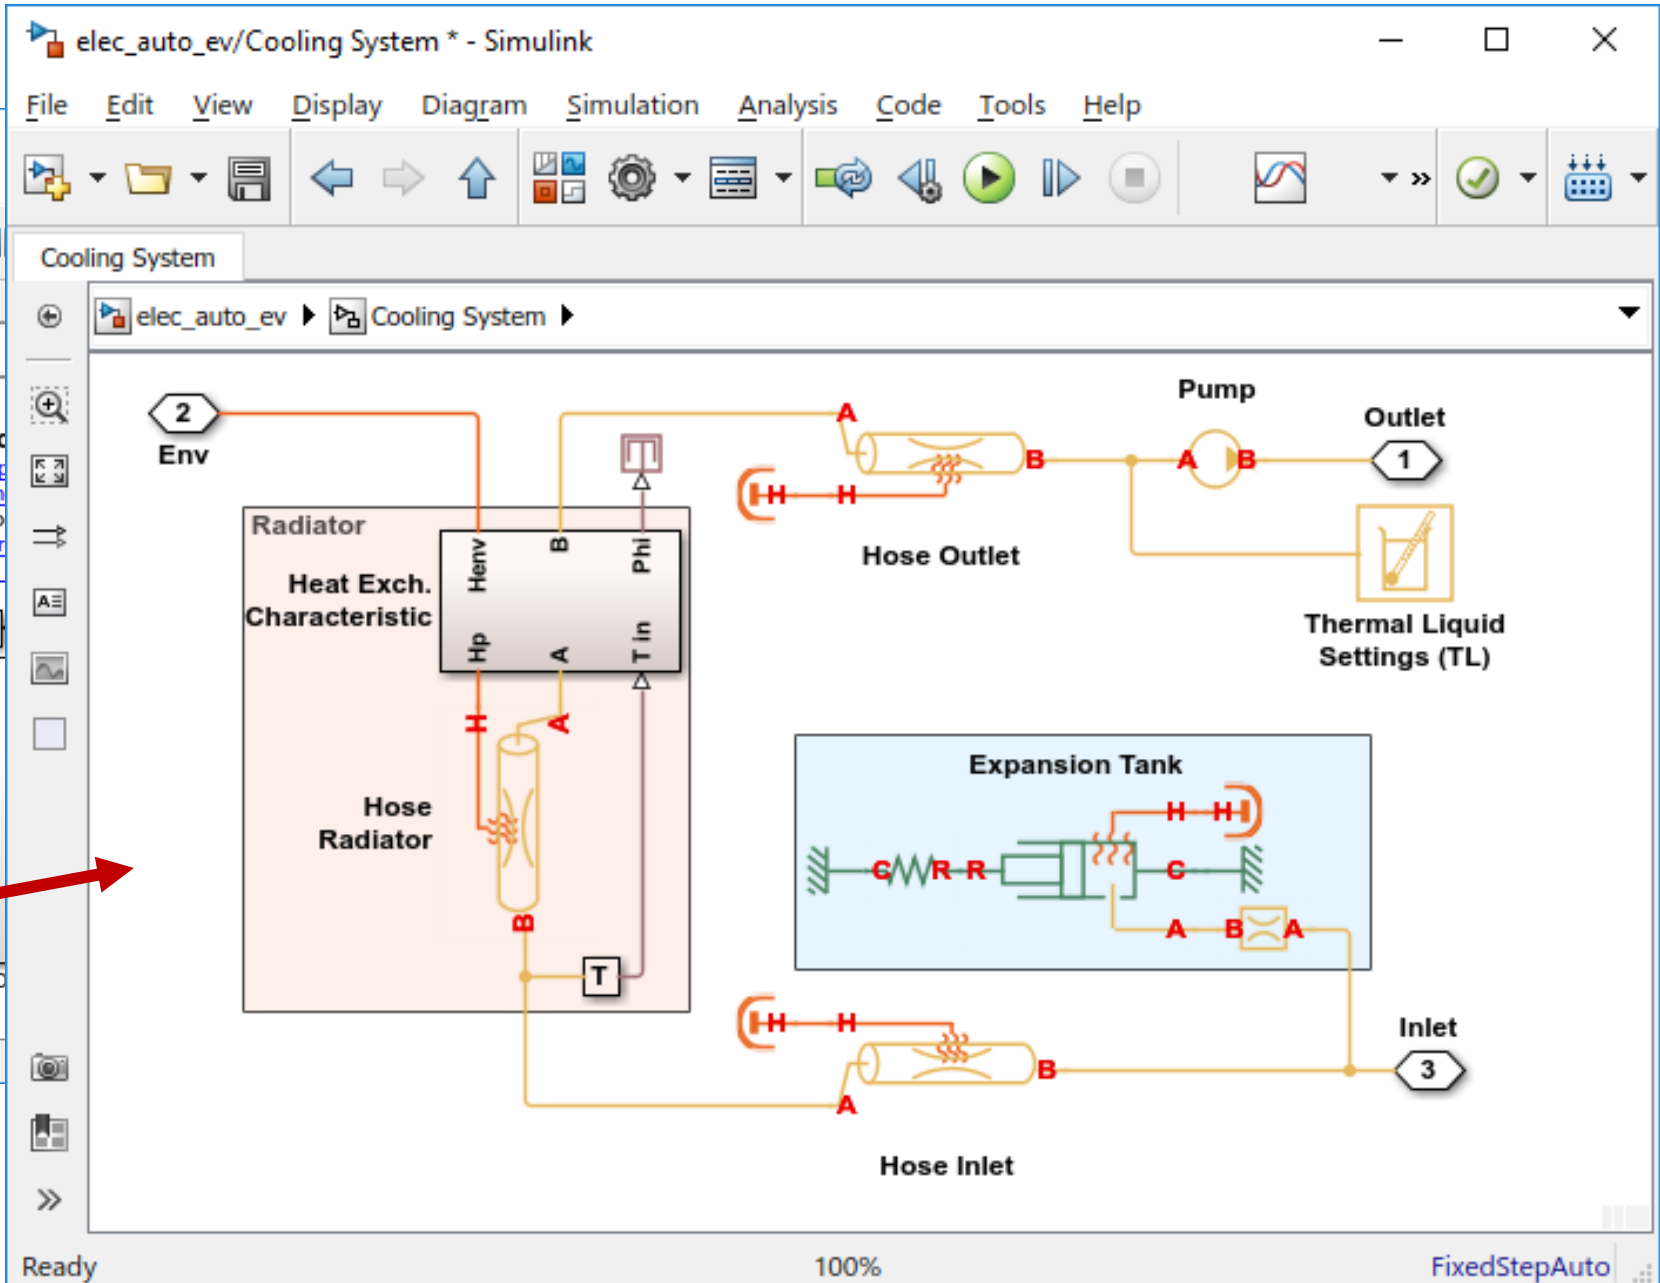 elec_auto_ev/Cooling System * - Simulink
File Edit View Display Diagram Simulation Analysis Code Tools Help
Cooling System
elec_auto_ev Cooling System
2
Env
Pump
Outlet
A
B
A
B
1
H
H
Hose Outlet
Thermal Liquid
Settings (TL)
Radiator
Heat Exch.
Characteristic
Henv
B
Phi
Hp
A
T in
H
A
Hose
Radiator
B
T
Expansion Tank
H
H
C
R
R
C
A
B
A
H
H
A
B
Inlet
3
Hose Inlet
Ready
100%
FixedStepAuto